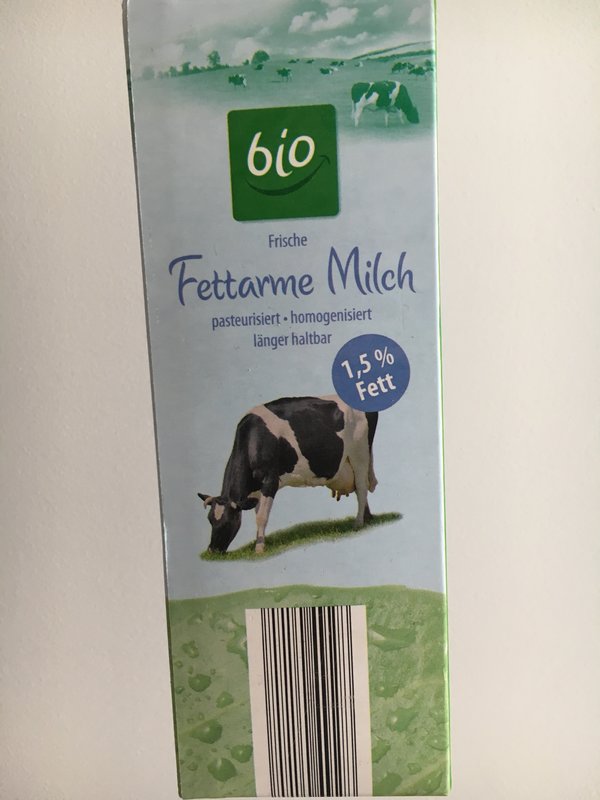 bio
Frische
Fettarme Milch
pasteurisiert • homogenisiert
länger haltbar
1,5 %
Fett